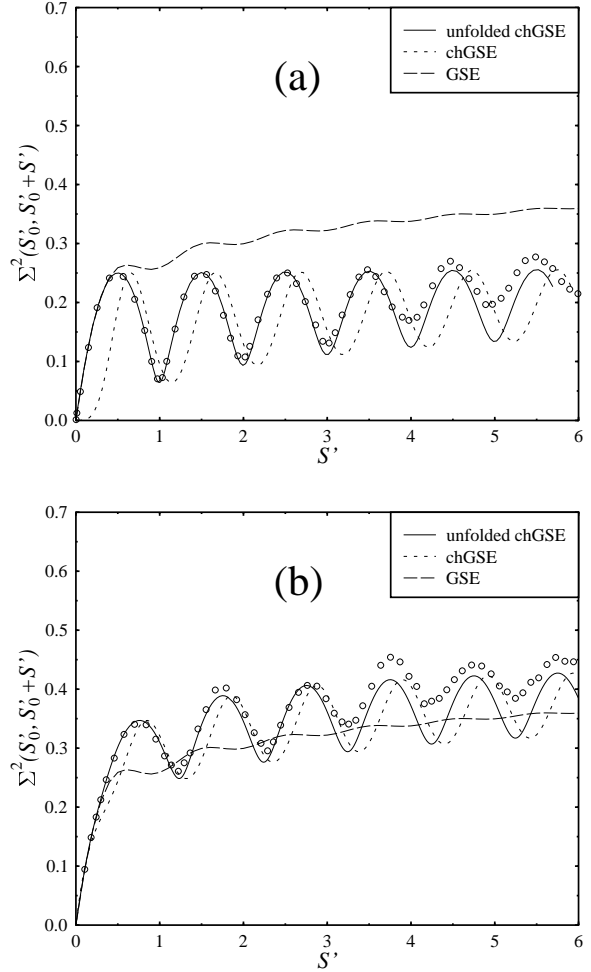 0.7
0.6
0.5
0.4
0.3
0.2
0.1
0.0
Σ²(S'₀, S'₀+S')
(a)
unfolded chGSE
chGSE
GSE
0 1 2 3 4 5 6
S'
0.7
0.6
0.5
0.4
0.3
0.2
0.1
0.0
Σ²(S'₀, S'₀+S')
(b)
unfolded chGSE
chGSE
GSE
0 1 2 3 4 5 6
S'